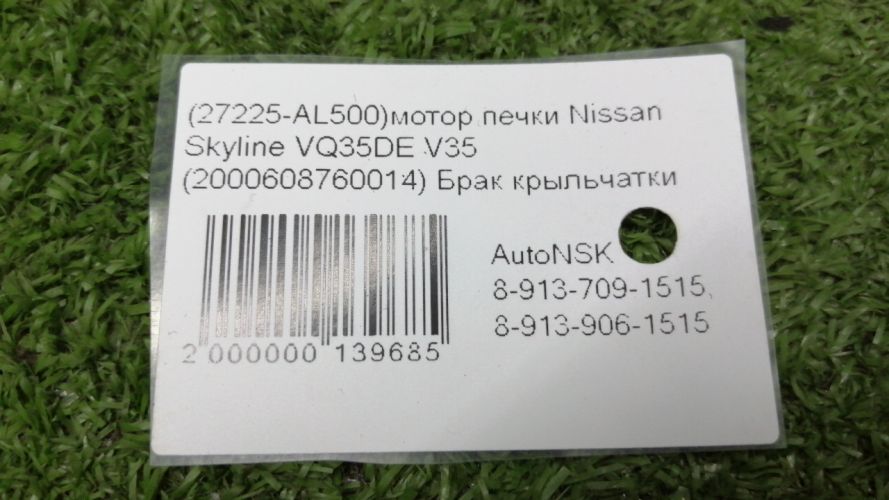 (27225-AL500)мотор печки Nissan
Skyline VQ35DE V35
(2000608760014) Брак крыльчатки
AutoNSK
8-913-709-1515,
8-913-906-1515
2 000000 139685